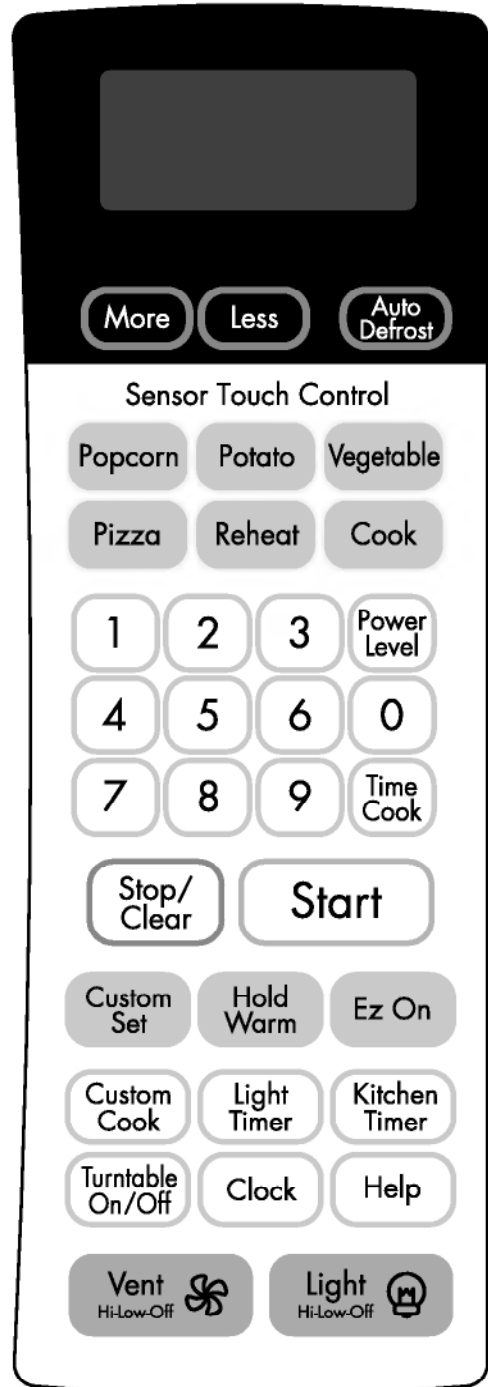 More Less Auto
Defrost
Sensor Touch Control
Popcorn Potato Vegetable
Pizza Reheat Cook
1 2 3 Power
Level
4 5 6 0
7 8 9 Time
Cook
Stop/
Clear
Start
Custom
Set
Hold
Warm
Ez On
Custom
Cook
Light
Timer
Kitchen
Timer
Turntable
On/Off
Clock
Help
Vent
Hi-Low-Off
Light
Hi-Low-Off